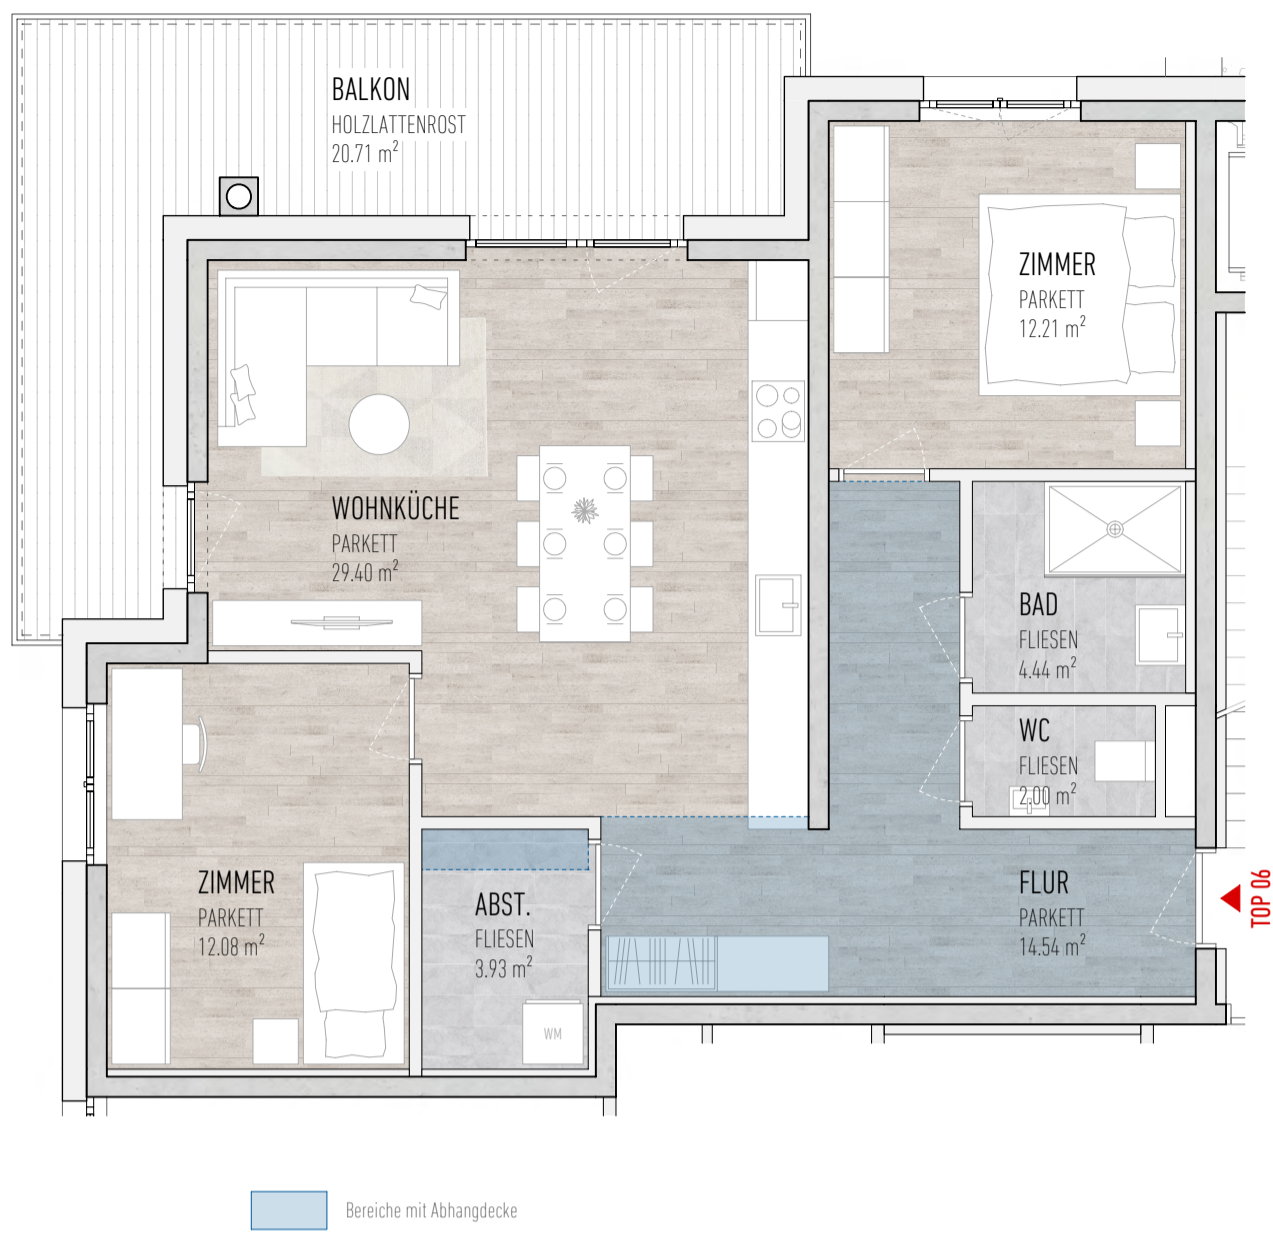 BALKON
HOLZLATTENROST
20.71 m²
ZIMMER
PARKETT
12.21 m²
WOHNKÜCHE
PARKETT
29.40 m²
BAD
FLIESEN
4.44 m²
WC
FLIESEN
2.00 m²
ZIMMER
PARKETT
12.08 m²
ABST.
FLIESEN
3.93 m²
WM
FLUR
PARKETT
14.54 m²
TOP 06
Bereiche mit Abhangdecke